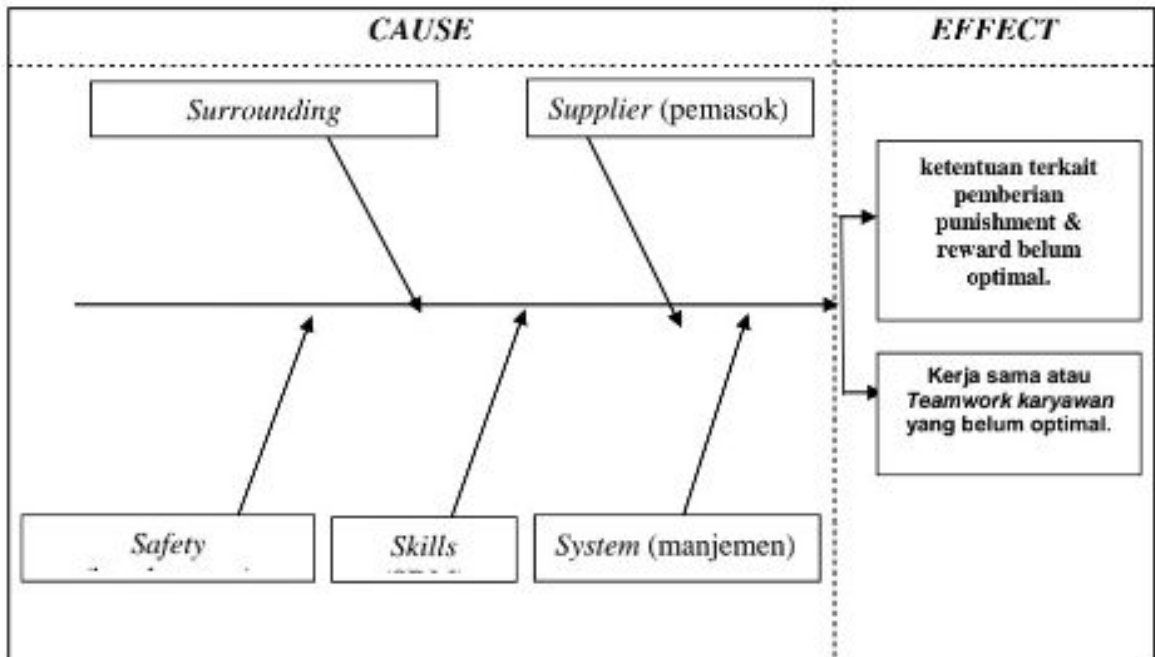 CAUSE
EFFECT
Surrounding
Supplier (pemasok)
ketentuan terkait
pemberian
punishment &
reward belum
optimal.
Kerja sama atau
Teamwork karyawan
yang belum optimal.
Safety
Skills
System (manjemen)